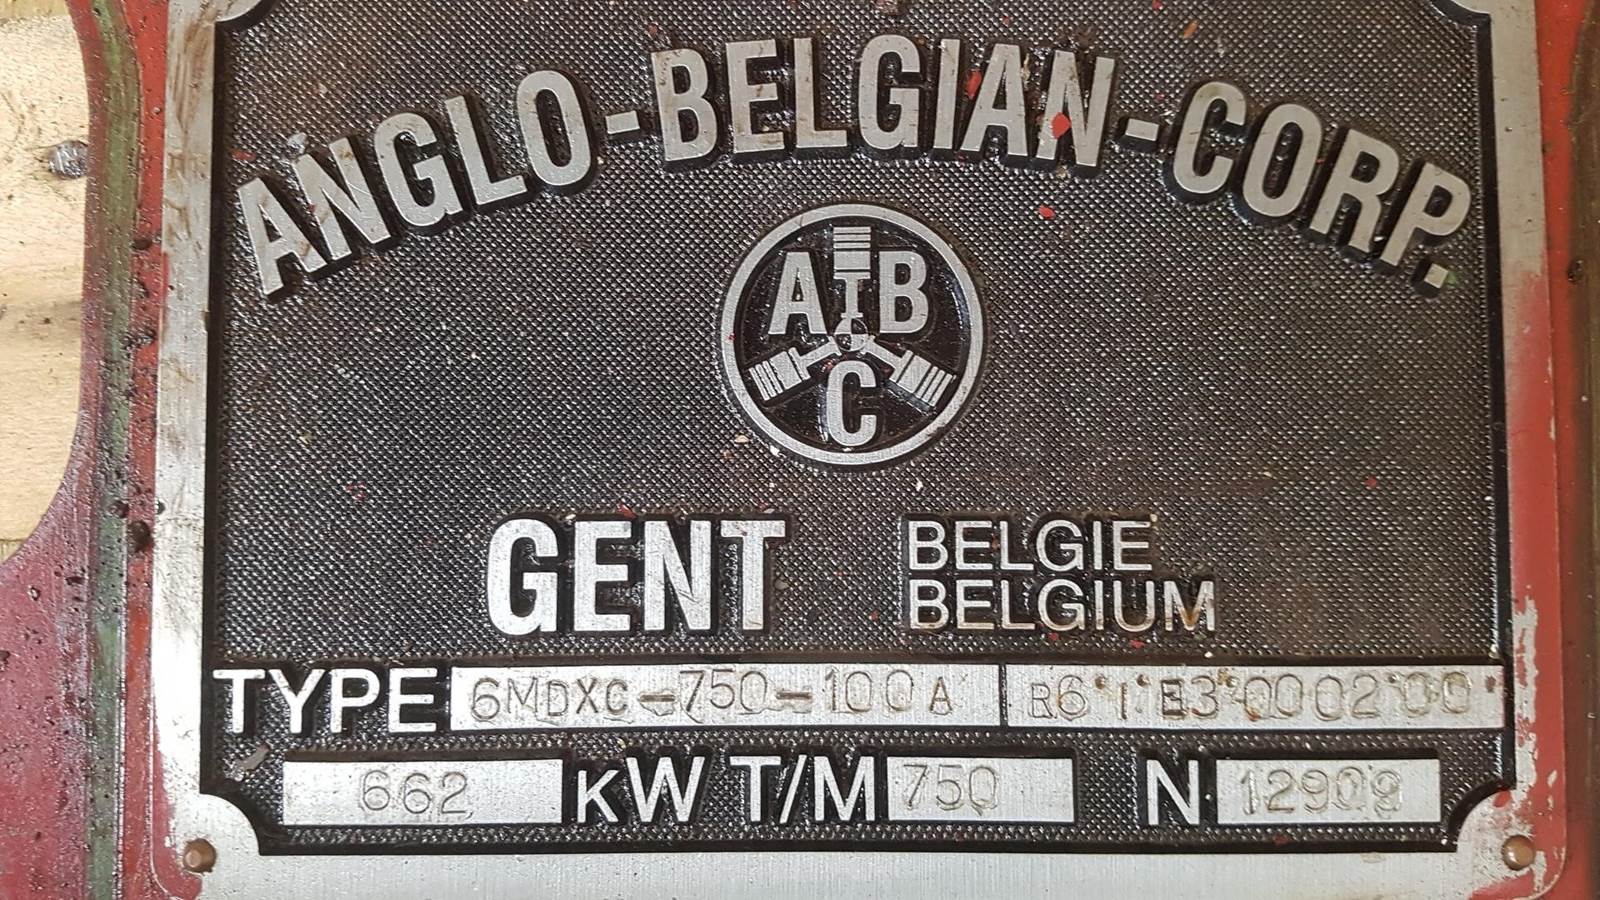 ANGLO-BELGIAN-CORP.
A B
C
GENT BELGIE
BELGIUM
TYPE 6MDXC-750-100A R6.1.E3.0002.00
662 KW T/M 750 N. 12909